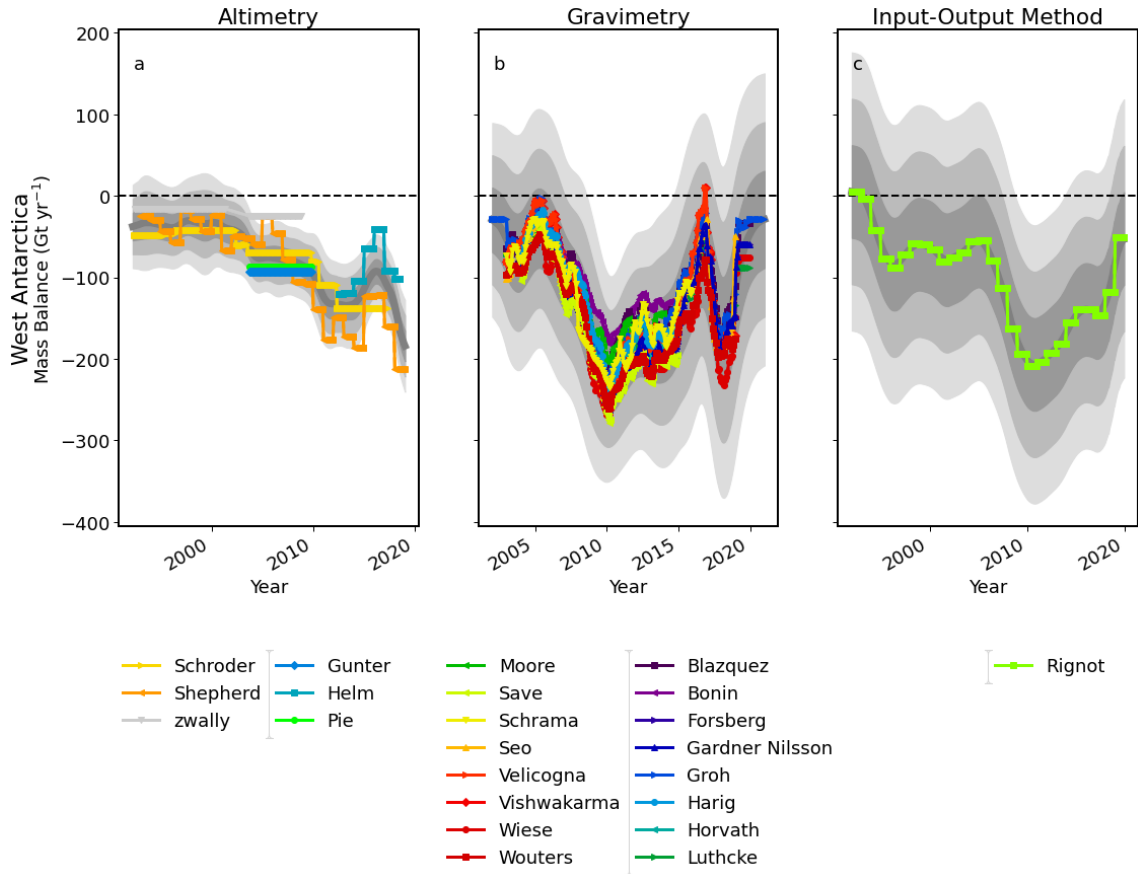 Altimetry
Gravimetry
Input-Output Method
a
b
c
West Antarctica
Mass Balance (Gt yr⁻¹)
200
100
0
−100
−200
−300
−400
2000
2010
2020
2005
2010
2015
2020
2000
2010
2020
Year
Year
Year
Schroder
Shepherd
zwally
Gunter
Helm
Pie
Moore
Save
Schrama
Seo
Velicogna
Vishwakarma
Wiese
Wouters
Blazquez
Bonin
Forsberg
Gardner Nilsson
Groh
Harig
Horvath
Luthcke
Rignot